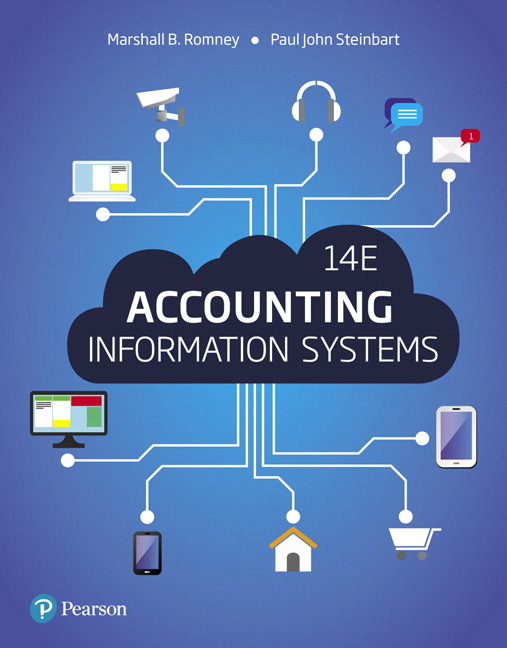 Marshall B. Romney • Paul John Steinbart
1
14E
ACCOUNTING
INFORMATION SYSTEMS
P Pearson